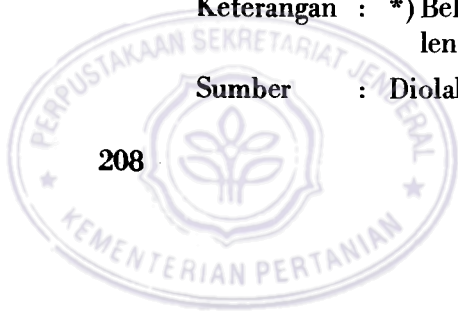 Keterangan : *) Bel
len
Sumber : Diolal
208
PERPUSTAKAAN SEKRETARIAT JENDERAL
KEMENTERIAN PERTANIAN